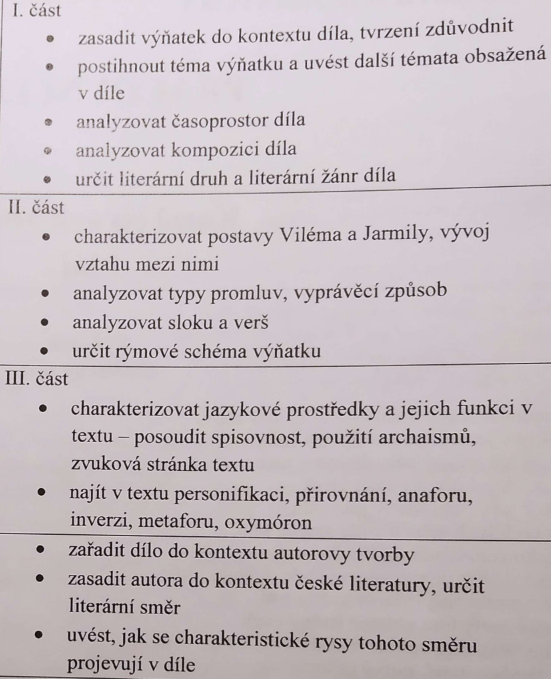 I. část
• zasadit výňatek do kontextu díla, tvrzení zdůvodnit
• postihnout téma výňatku a uvést další témata obsažená
v díle
• analyzovat časoprostor díla
• analyzovat kompozici díla
• určit literární druh a literární žánr díla
II. část
• charakterizovat postavy Viléma a Jarmily, vývoj
vztahu mezi nimi
• analyzovat typy promluv, vyprávěcí způsob
• analyzovat sloku a verš
• určit rýmové schéma výňatku
III. část
• charakterizovat jazykové prostředky a jejich funkci v
textu – posoudit spisovnost, použití archaismů,
zvuková stránka textu
• najít v textu personifikaci, přirovnání, anaforu,
inverzi, metaforu, oxymóron
• zařadit dílo do kontextu autorovy tvorby
• zasadit autora do kontextu české literatury, určit
literární směr
• uvést, jak se charakteristické rysy tohoto směru
projevují v díle